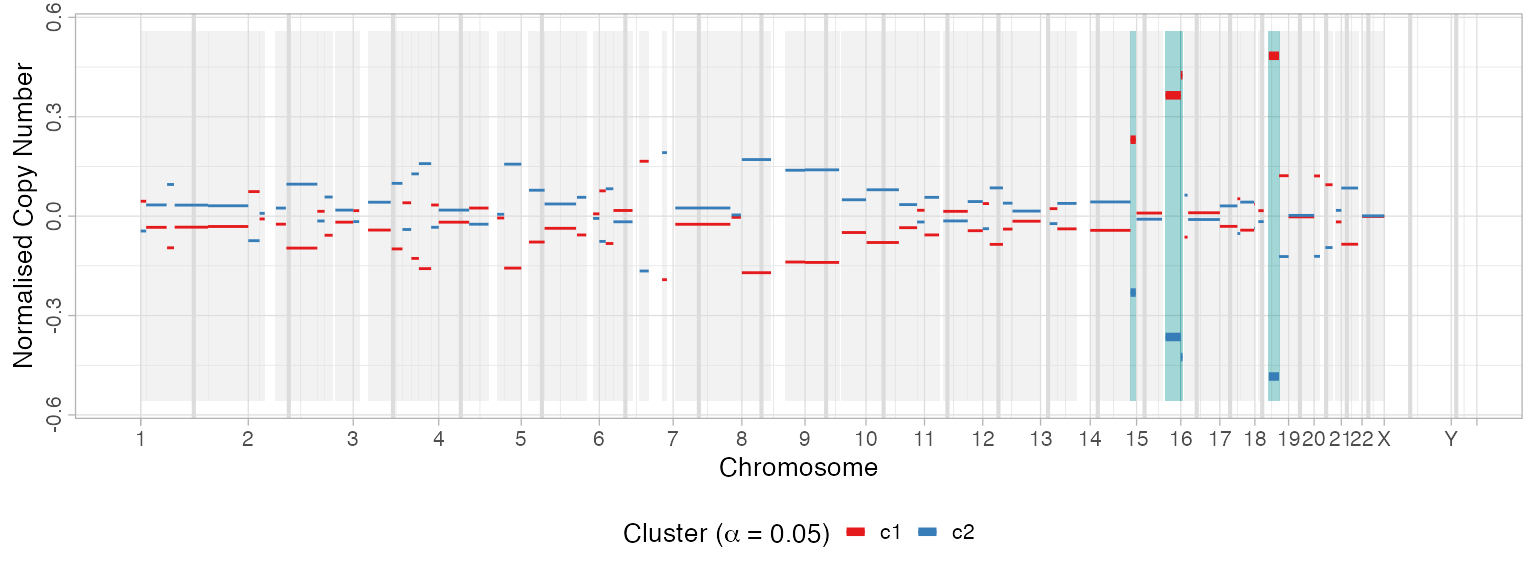 Normalised Copy Number
0.6
0.3
0.0
-0.3
-0.6
1 2 3 4 5 6 7 8 9 10 11 12 13 14 15 16 17 18 19 20 21 22 X Y
Chromosome
Cluster (α = 0.05) c1 c2